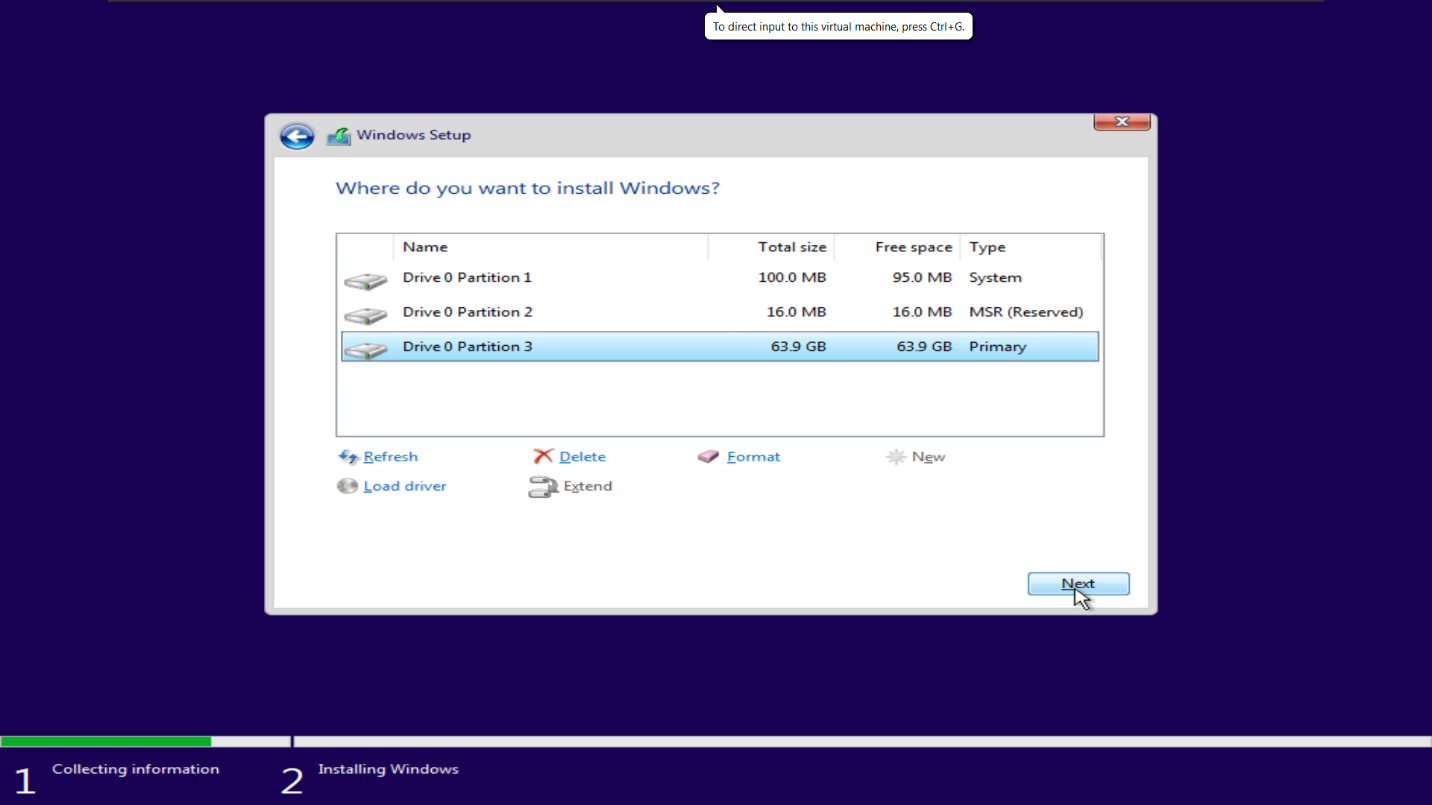 To direct input to this virtual machine, press Ctrl+G.
Windows Setup
Where do you want to install Windows?
Name Total size Free space Type
Drive 0 Partition 1 100.0 MB 95.0 MB System
Drive 0 Partition 2 16.0 MB 16.0 MB MSR (Reserved)
Drive 0 Partition 3 63.9 GB 63.9 GB Primary
Refresh Delete Format New
Load driver Extend
Next
1 Collecting information 2 Installing Windows